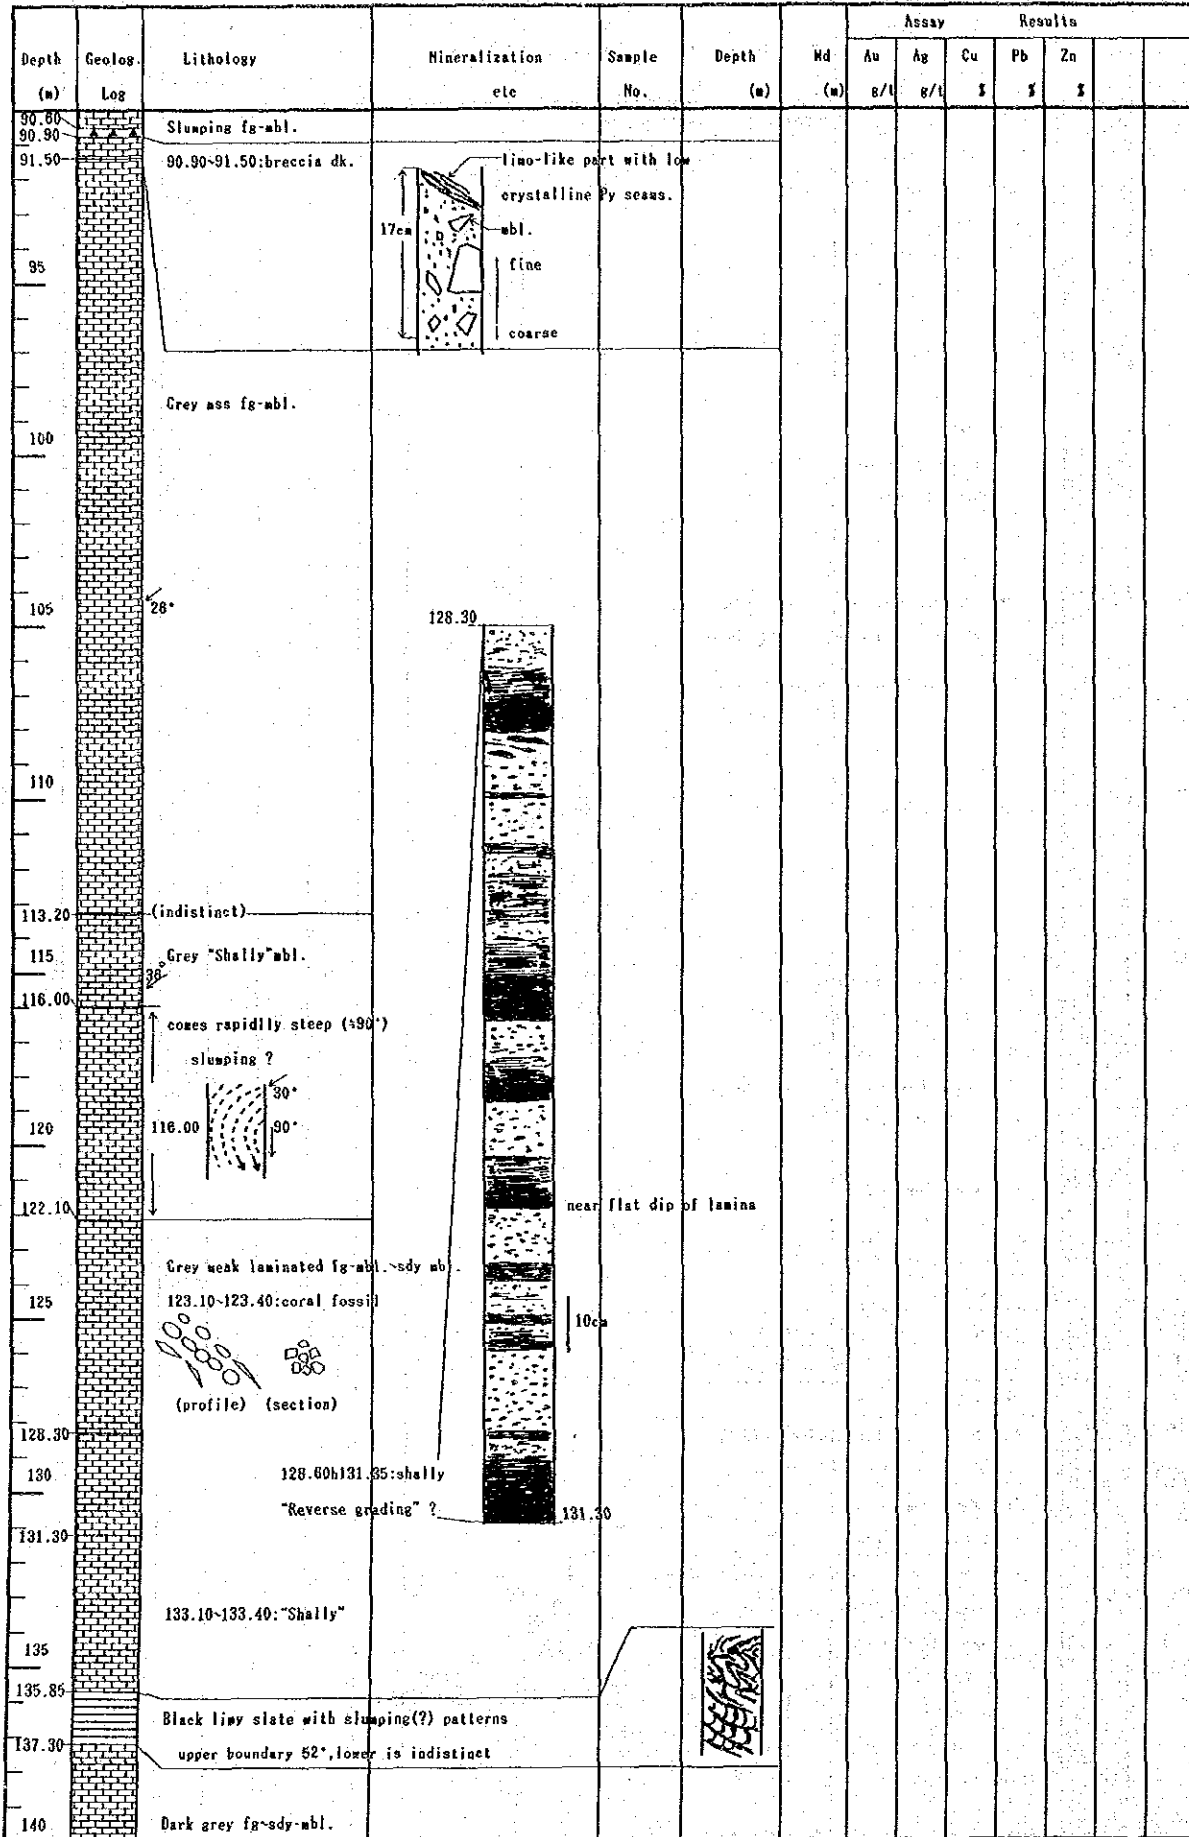 Assay Results
Depth Geolog. Lithology Mineralization Sample Depth Wd Au Ag Cu Pb Zn
(m) Log etc No. (m) (m) g/t g/t % % %
90.60
Slumping fg-mbl.
90.90
91.50
90.90~91.50:breccia dk.
limo-like part with low
crystalline Py seams.
17cm
mbl.
95
fine
coarse
Grey mss fg-mbl.
100
105
28°
128.30
110
113.20
(indistinct)
115
Grey "Shally"mbl.
38°
116.00
comes rapidlly steep (≒90°)
slumping ?
30°
120
116.00
90°
122.10
near flat dip of lamina
Grey weak laminated fg-mbl.~sdy mbl.
125
123.10~123.40:coral fossil
10cm
(profile) (section)
128.30
130
128.60h131.35:shally
"Reverse grading" ?
131.30
131.30
133.10~133.40:"Shally"
135
135.85
Black limy slate with slumping(?) patterns
137.30
upper boundary 52°,lower is indistinct
140
Dark grey fg~sdy-mbl.